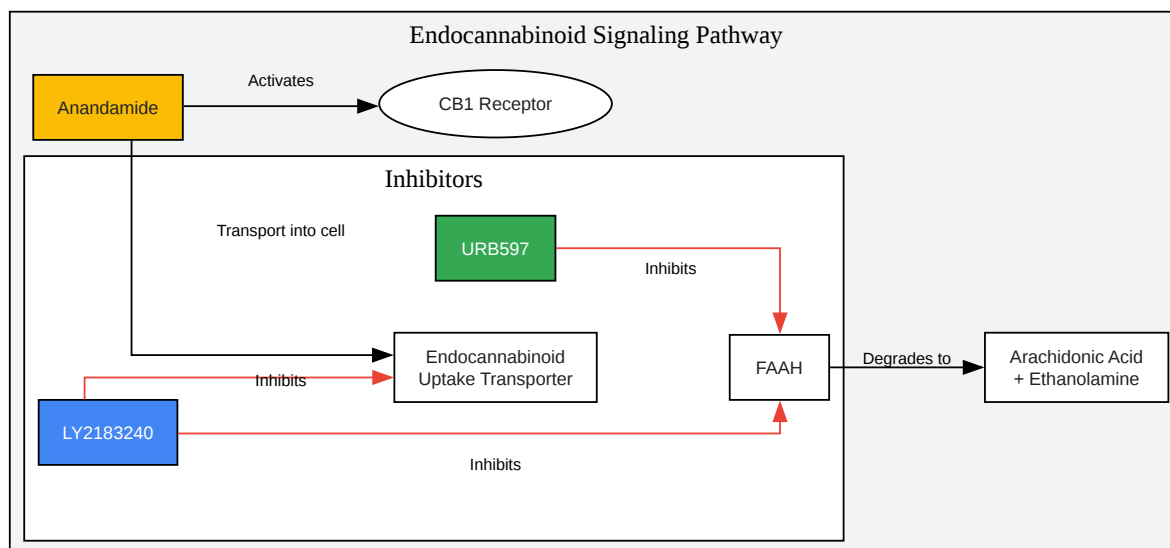 Endocannabinoid Signaling Pathway
Activates
Anandamide
CB1 Receptor
Inhibitors
Transport into cell
URB597
Inhibits
Endocannabinoid
Uptake Transporter
FAAH
Degrades to
Arachidonic Acid
+ Ethanolamine
Inhibits
LY2183240
Inhibits